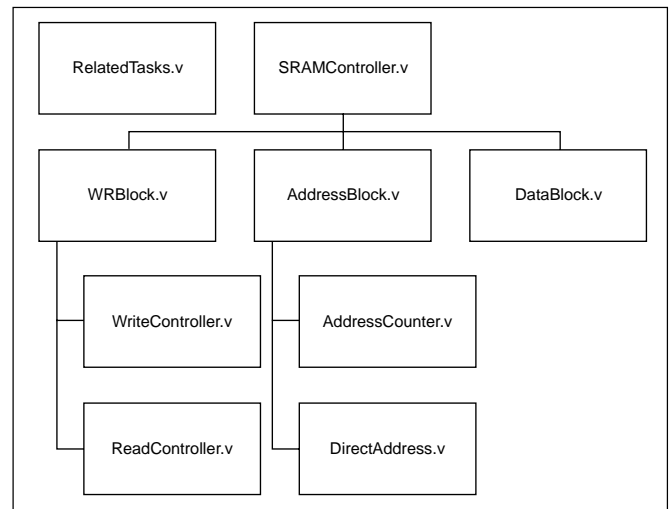 RelatedTasks.v
SRAMController.v
WRBlock.v
AddressBlock.v
DataBlock.v
WriteController.v
AddressCounter.v
ReadController.v
DirectAddress.v